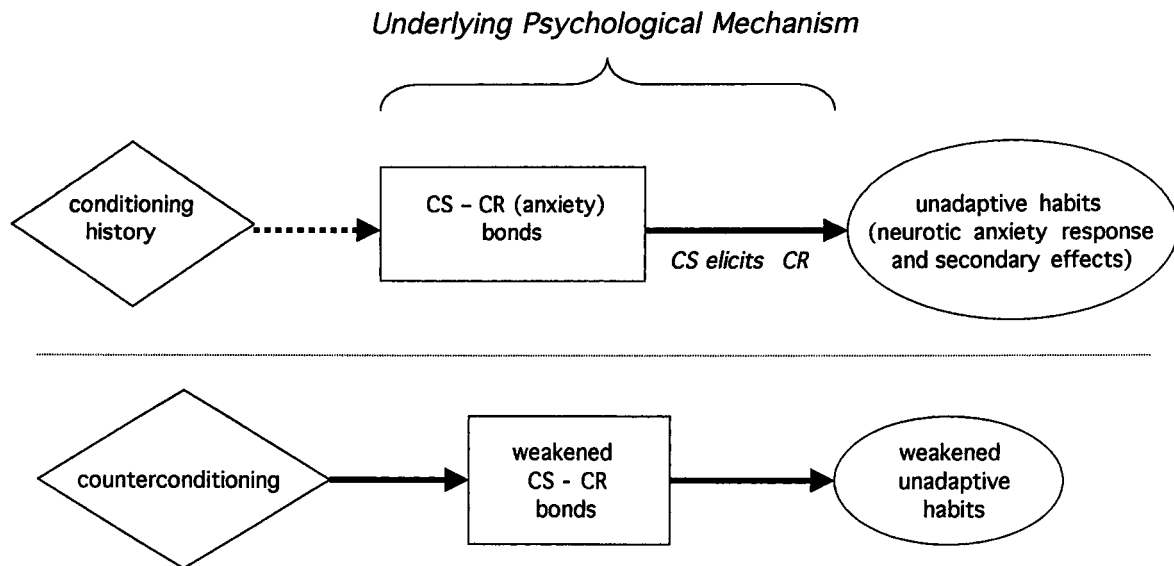 Underlying Psychological Mechanism
conditioning
history
CS – CR (anxiety)
bonds
CS elicits CR
unadaptive habits
(neurotic anxiety response
and secondary effects)
counterconditioning
weakened
CS - CR
bonds
weakened
unadaptive
habits